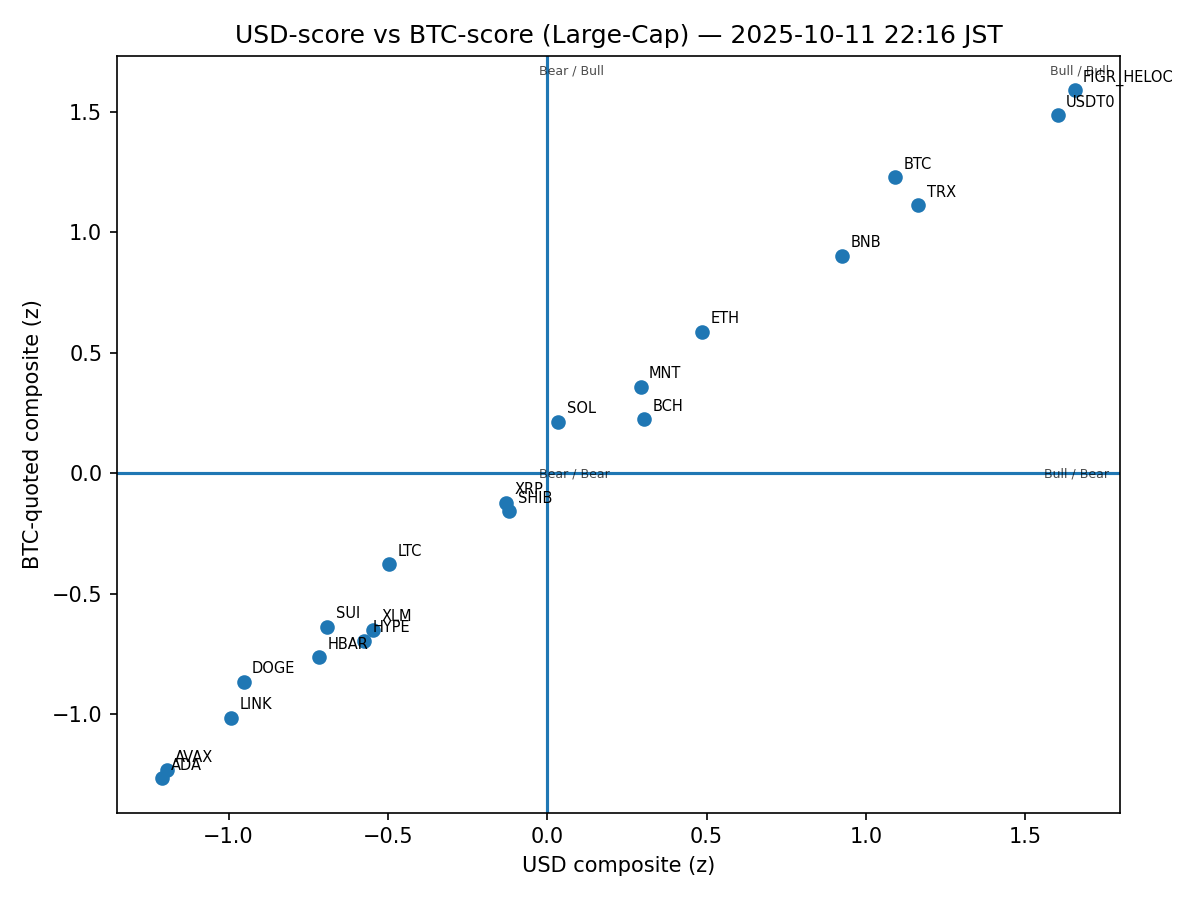 USD-score vs BTC-score (Large-Cap) — 2025-10-11 22:16 JST
Bear / Bull
Bull / Bull
FIGR_HELOC
USDT0
BTC
TRX
BNB
ETH
MNT
BCH
SOL
Bear / Bear
Bull / Bear
XRP
SHIB
LTC
SUI
XLM
HYPE
HBAR
DOGE
LINK
AVAX
ADA
1.5
1.0
0.5
0.0
−0.5
−1.0
BTC-quoted composite (z)
−1.0
−0.5
0.0
0.5
1.0
1.5
USD composite (z)